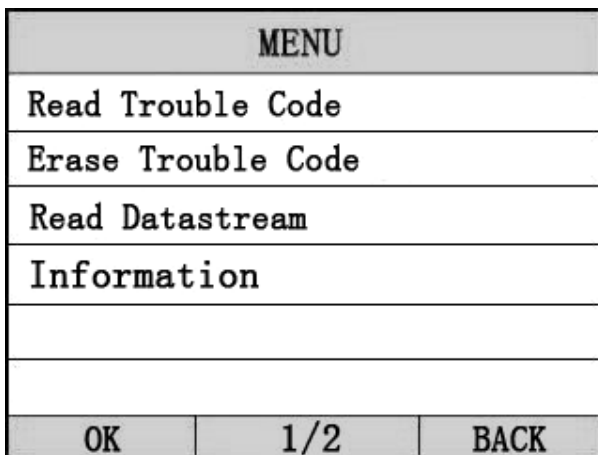 MENU
Read Trouble Code
Erase Trouble Code
Read Datastream
Information
OK 1/2 BACK